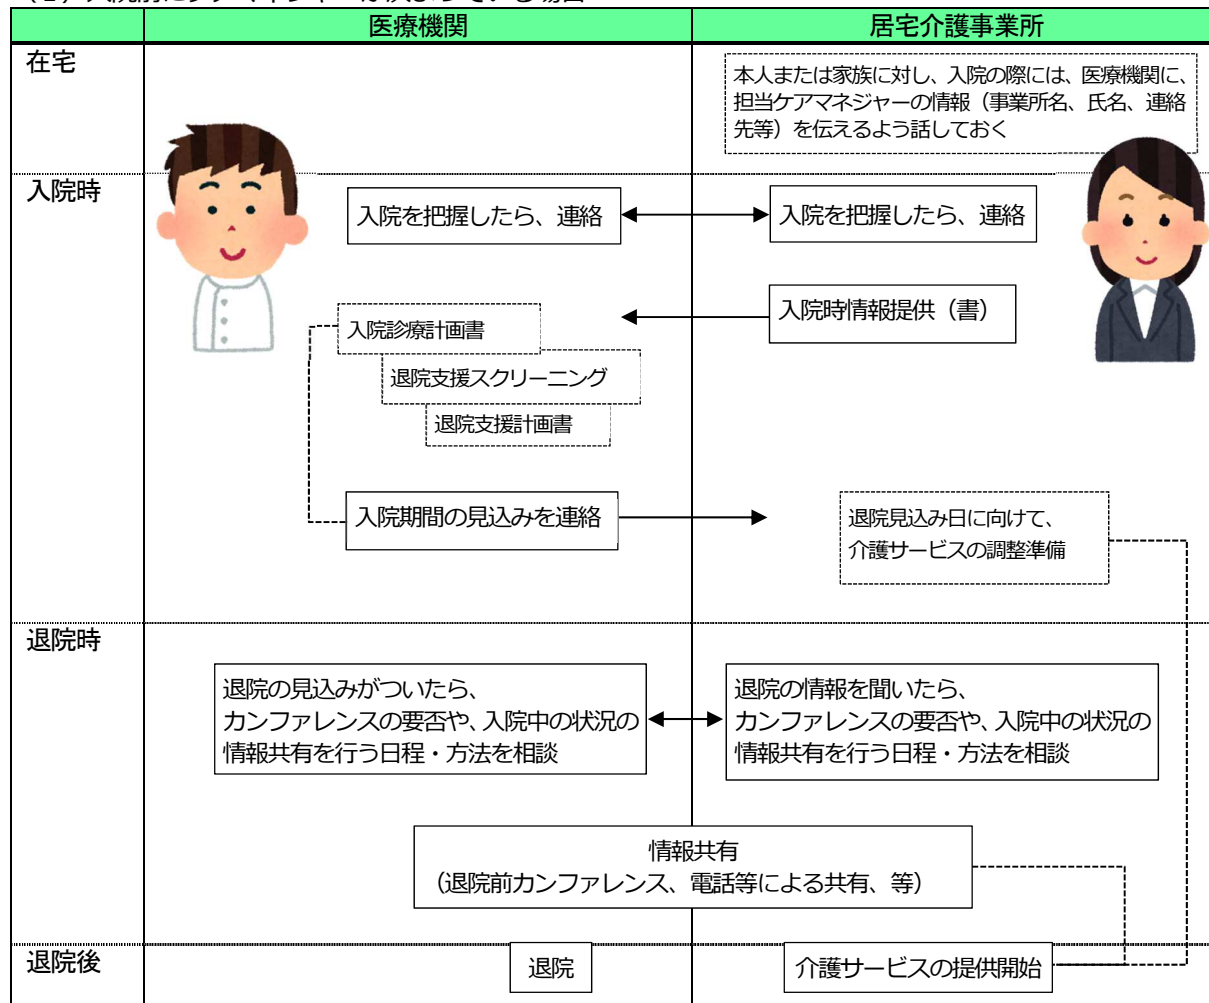 医療機関
居宅介護事業所
在宅
本人または家族に対し、入院の際には、医療機関に、
担当ケアマネジャーの情報（事業所名、氏名、連絡
先等）を伝えるよう話しておく
入院時
入院を把握したら、連絡
入院を把握したら、連絡
入院時情報提供（書）
入院診療計画書
退院支援スクリーニング
退院支援計画書
入院期間の見込みを連絡
退院見込み日に向けて、
介護サービスの調整準備
退院時
退院の見込みがついたら、
カンファレンスの要否や、入院中の状況の
情報共有を行う日程・方法を相談
退院の情報を聞いたら、
カンファレンスの要否や、入院中の状況の
情報共有を行う日程・方法を相談
情報共有
（退院前カンファレンス、電話等による共有、等）
退院後
退院
介護サービスの提供開始